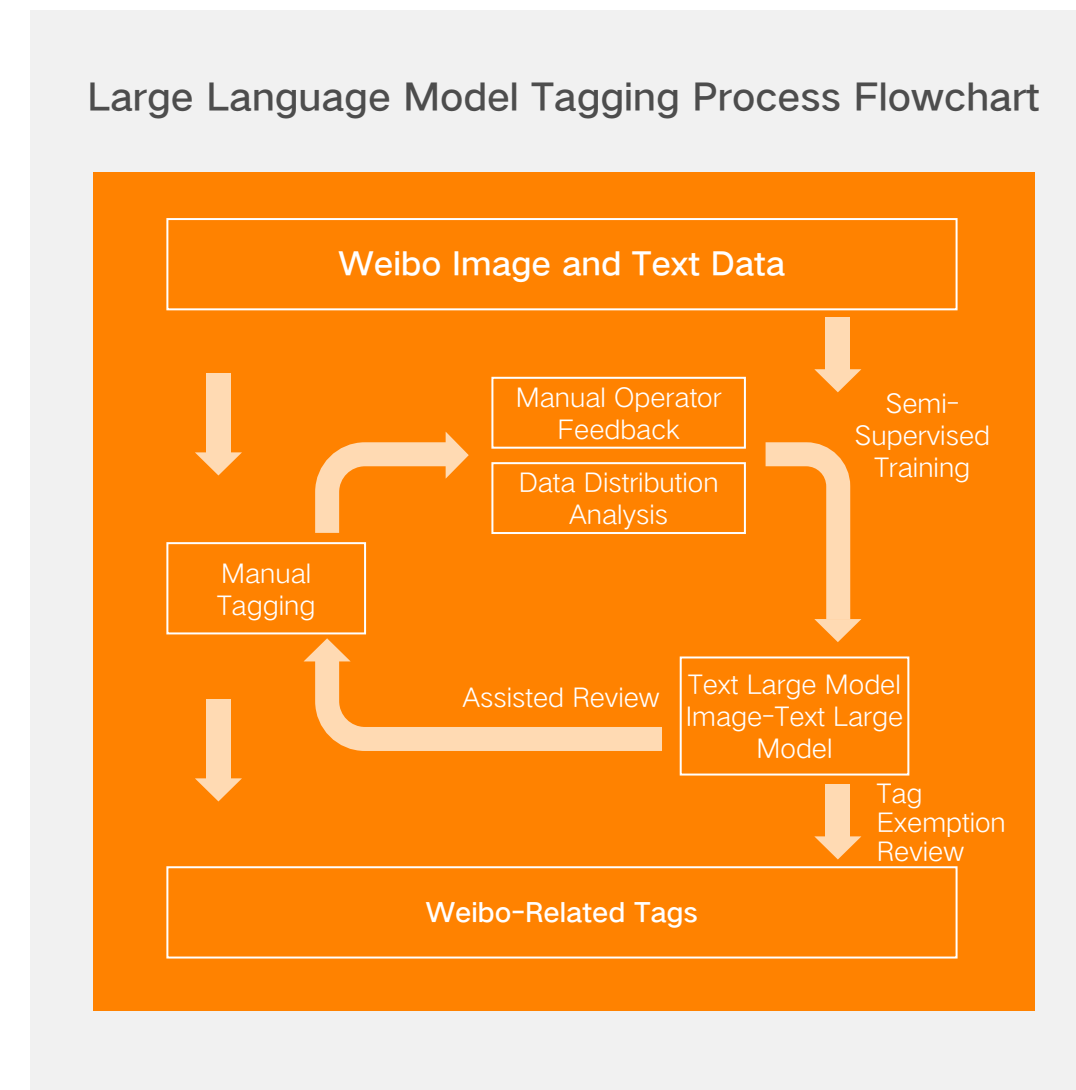 Large Language Model Tagging Process Flowchart
Weibo Image and Text Data
Manual Operator
Feedback
Semi-
Supervised
Training
Data Distribution
Analysis
Manual
Tagging
Assisted Review
Text Large Model
Image-Text Large
Model
Tag
Exemption
Review
Weibo-Related Tags